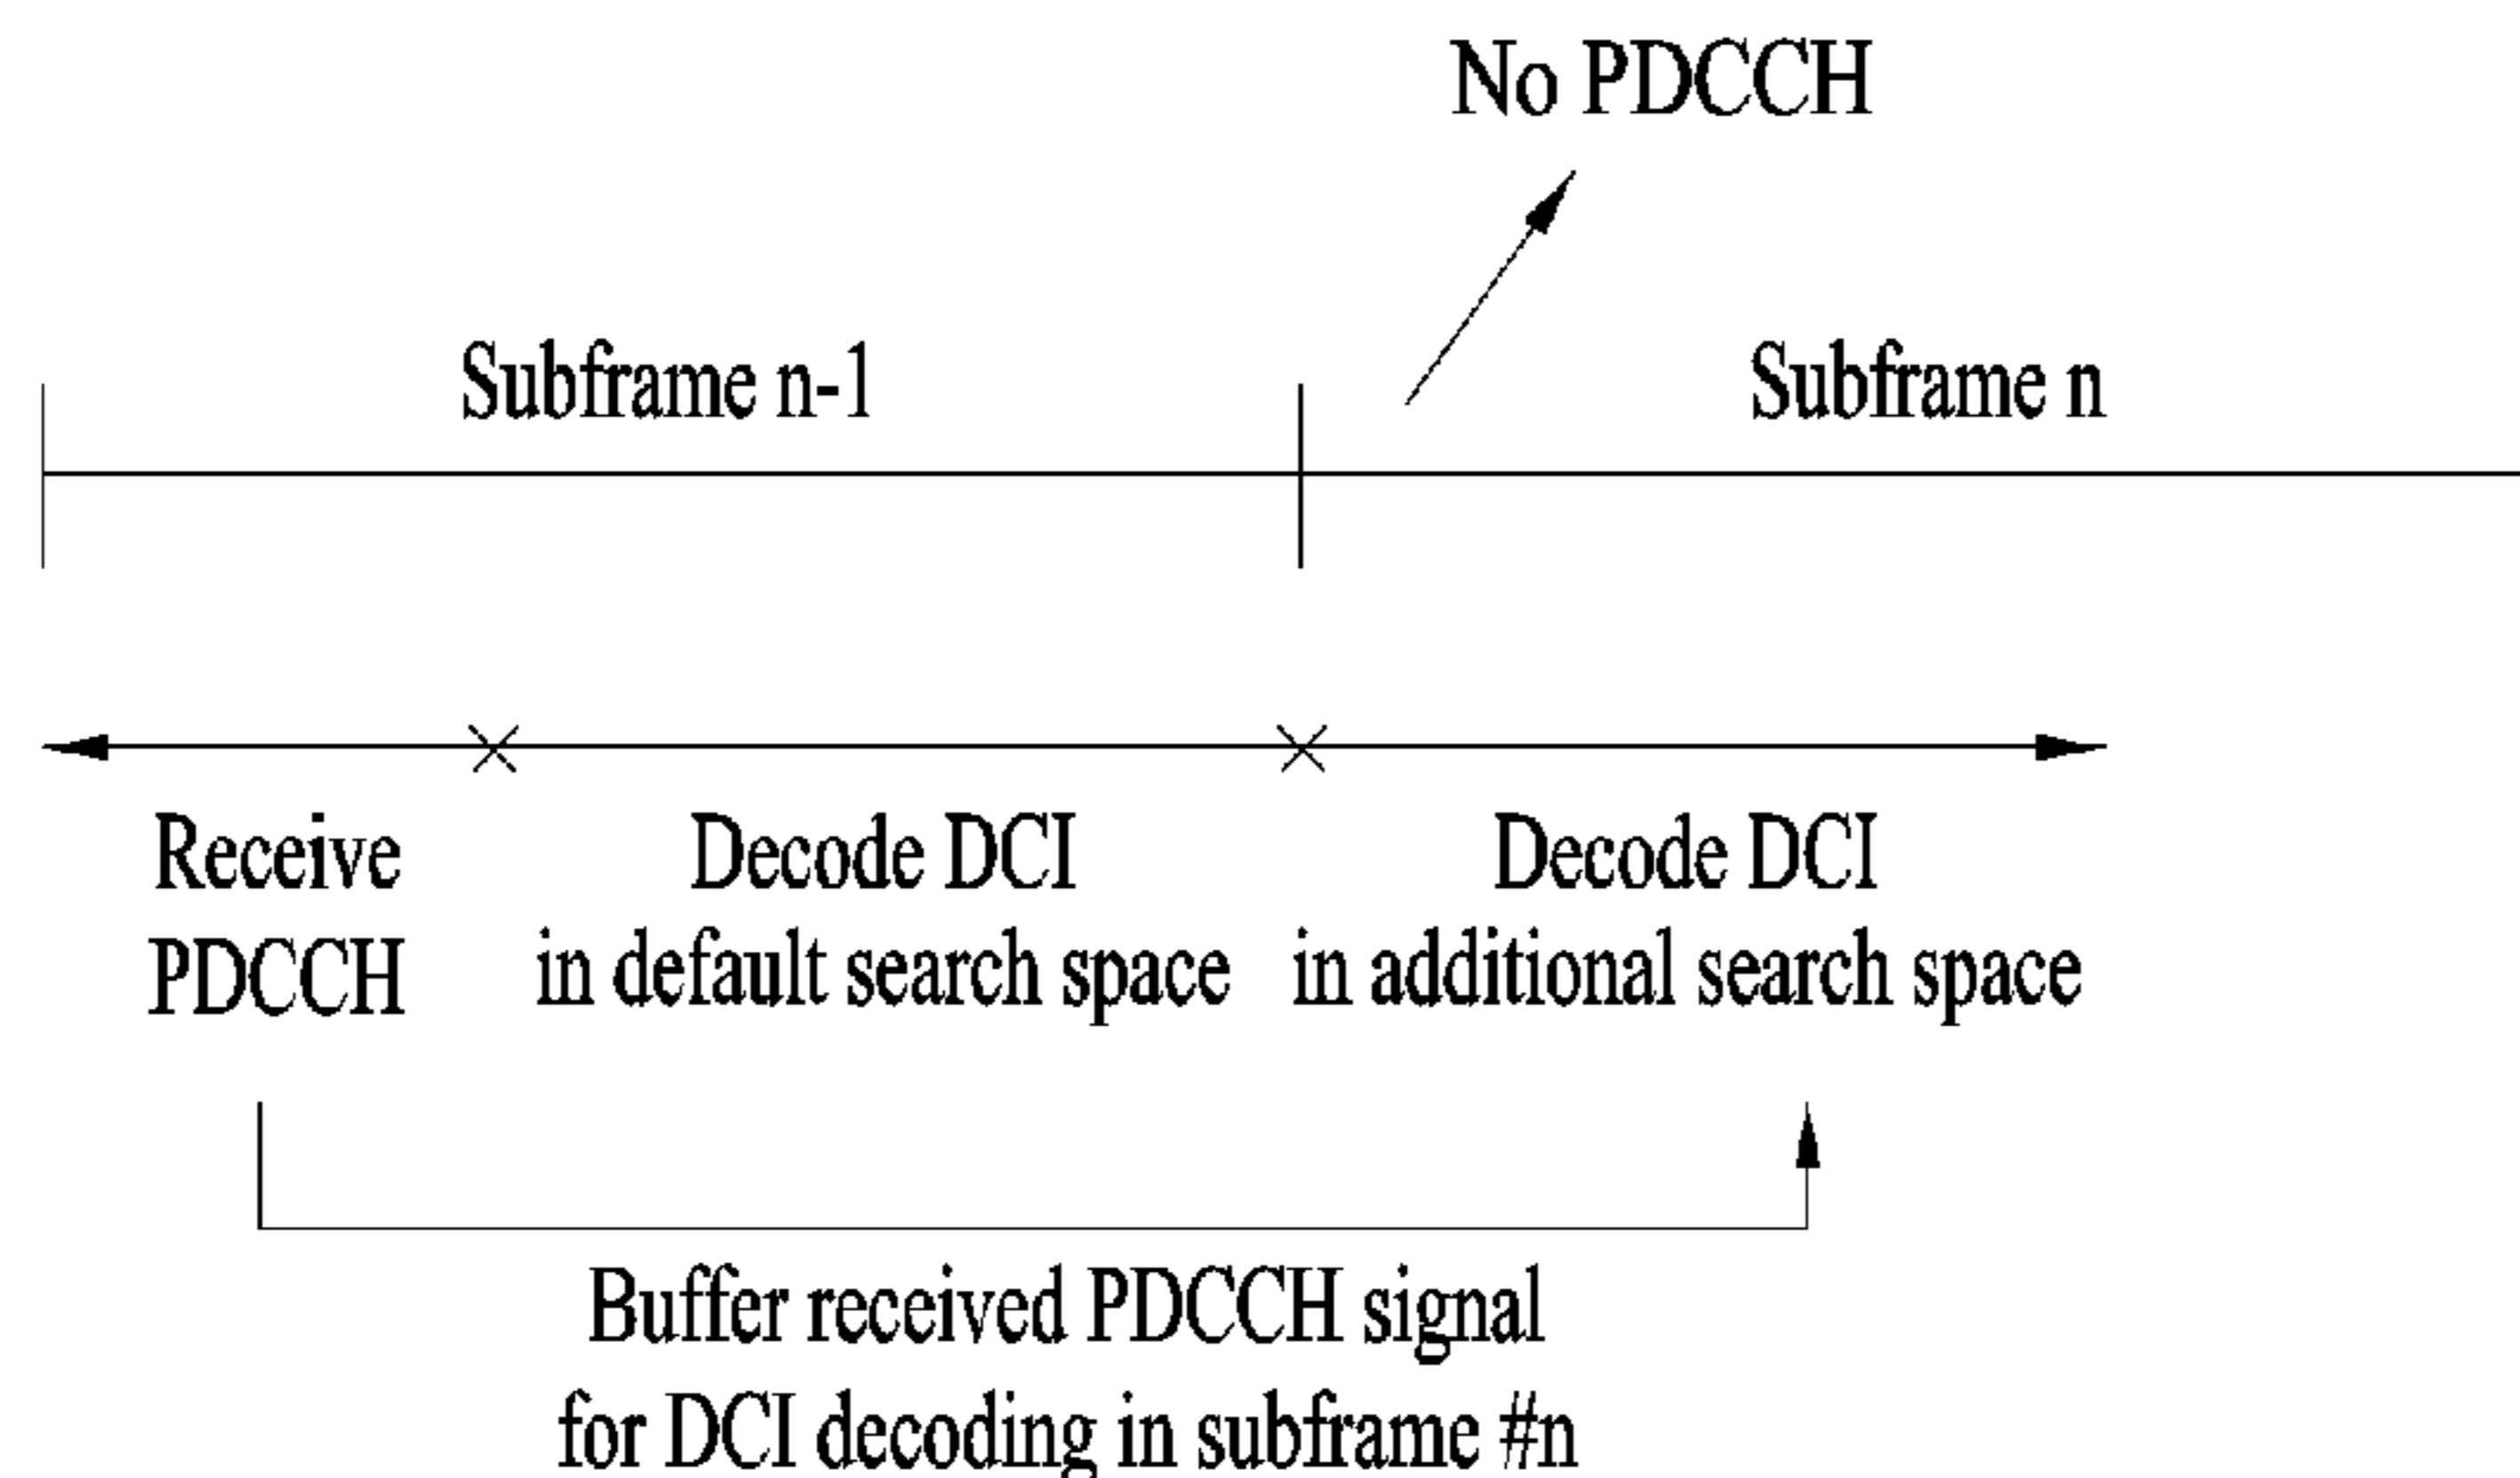 No PDCCH
Subframe n-1
Subframe n
Receive
PDCCH
Decode DCI
in default search space
Decode DCI
in additional search space
Buffer received PDCCH signal
for DCI decoding in subframe #n